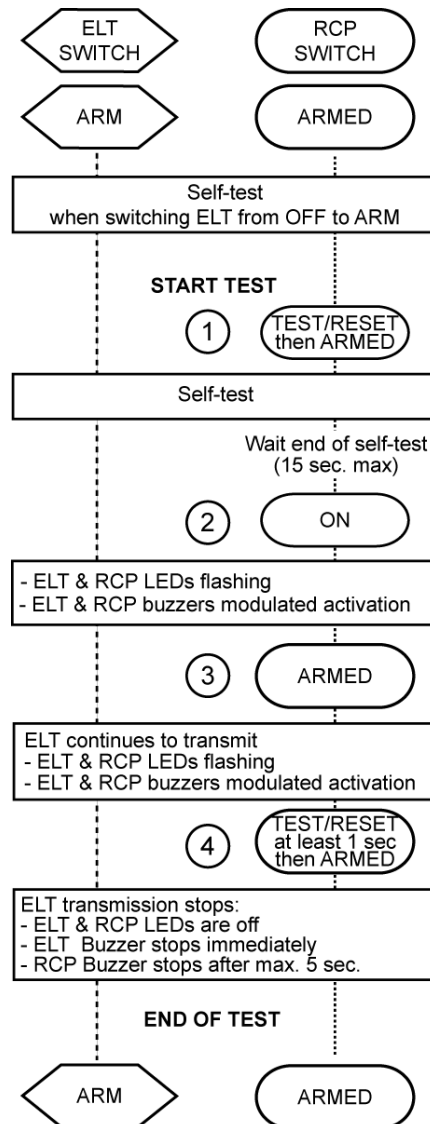 ELT
SWITCH
RCP
SWITCH
ARM
ARMED
Self-test
when switching ELT from OFF to ARM
START TEST
1
TEST/RESET
then ARMED
Self-test
Wait end of self-test
(15 sec. max)
2
ON
- ELT & RCP LEDs flashing
- ELT & RCP buzzers modulated activation
3
ARMED
ELT continues to transmit
- ELT & RCP LEDs flashing
- ELT & RCP buzzers modulated activation
4
TEST/RESET
at least 1 sec
then ARMED
ELT transmission stops:
- ELT & RCP LEDs are off
- ELT Buzzer stops immediately
- RCP Buzzer stops after max. 5 sec.
END OF TEST
ARM
ARMED